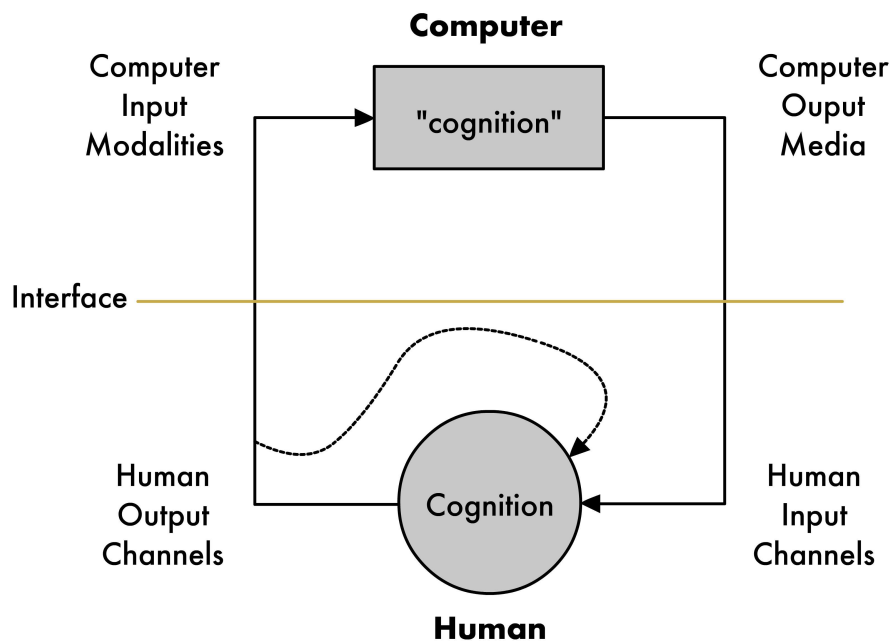 Computer
Computer
Input
Modalities
"cognition"
Computer
Ouput
Media
Interface
Human
Output
Channels
Cognition
Human
Input
Channels
Human